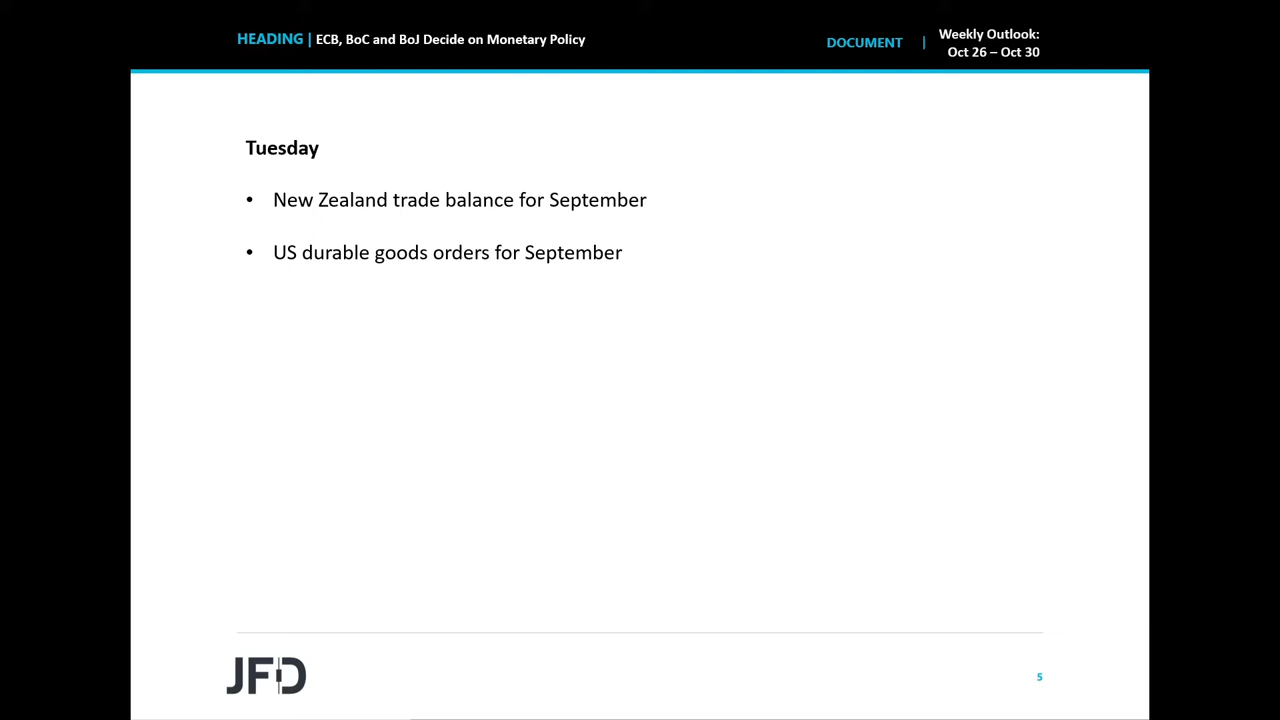 HEADING | ECB, BoC and BoJ Decide on Monetary Policy
DOCUMENT | Weekly Outlook:
Oct 26 – Oct 30
Tuesday
• New Zealand trade balance for September
• US durable goods orders for September
JFD
5